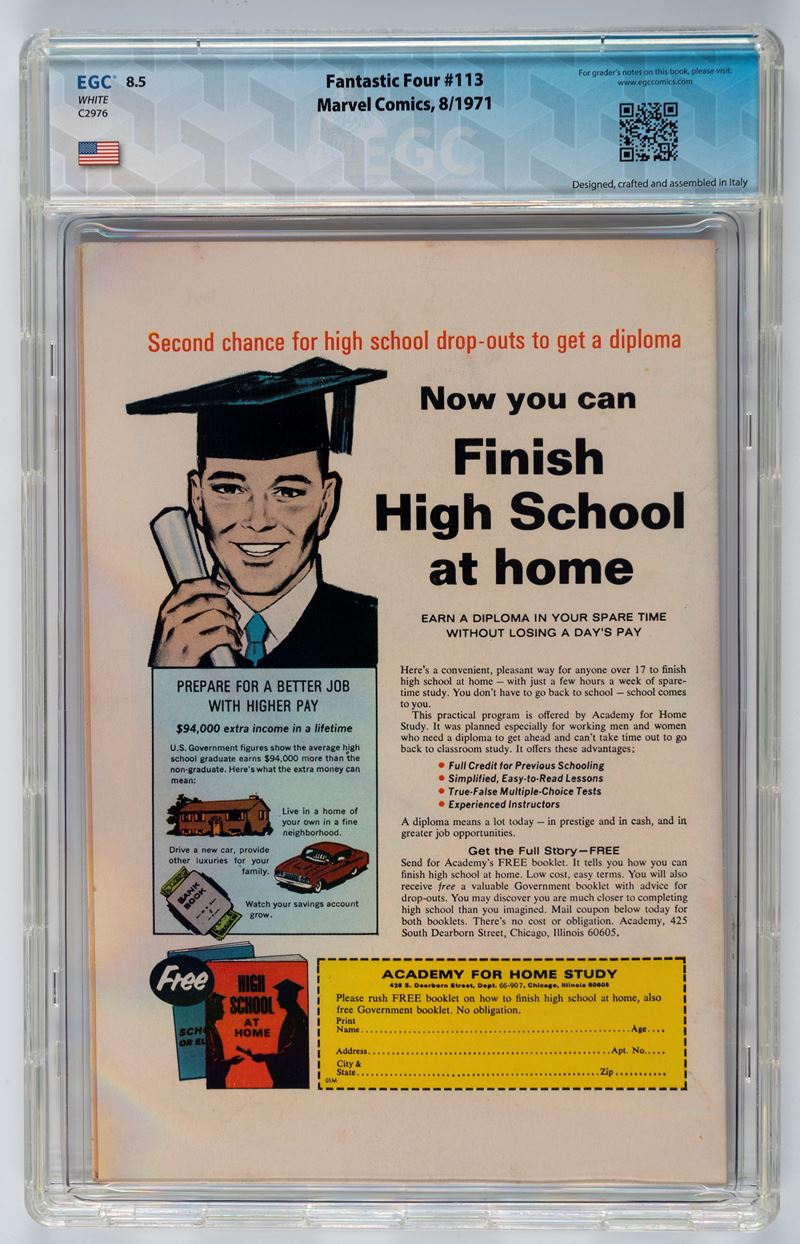 EGC 8.5
WHITE
C2976
Fantastic Four #113
Marvel Comics, 8/1971
For grader's notes on this book, please visit:
www.egccomics.com
EGC
Designed, crafted and assembled in Italy
Second chance for high school drop-outs to get a diploma
Now you can
Finish
High School
at home
EARN A DIPLOMA IN YOUR SPARE TIME
WITHOUT LOSING A DAY'S PAY
PREPARE FOR A BETTER JOB
WITH HIGHER PAY
$94,000 extra income in a lifetime
U.S. Government figures show the average high
school graduate earns $94,000 more than the
non-graduate. Here's what the extra money can
mean:
Live in a home of
your own in a fine
neighborhood.
Drive a new car, provide
other luxuries for your
family.
BANK
BOOK
Watch your savings account
grow.
Here's a convenient, pleasant way for anyone over 17 to finish
high school at home — with just a few hours a week of spare-
time study. You don't have to go back to school — school comes
to you.
This practical program is offered by Academy for Home
Study. It was planned especially for working men and women
who need a diploma to get ahead and can't take time out to go
back to classroom study. It offers these advantages:
• Full Credit for Previous Schooling
• Simplified, Easy-to-Read Lessons
• True-False Multiple-Choice Tests
• Experienced Instructors
A diploma means a lot today — in prestige and in cash, and in
greater job opportunities.
Get the Full Story—FREE
Send for Academy's FREE booklet. It tells you how you can
finish high school at home. Low cost, easy terms. You will also
receive free a valuable Government booklet with advice for
drop-outs. You may discover you are much closer to completing
high school than you imagined. Mail coupon below today for
both booklets. There's no cost or obligation. Academy, 425
South Dearborn Street, Chicago, Illinois 60605.
Free
SCH
OR EL
HIGH
SCHOOL
AT
HOME
ACADEMY FOR HOME STUDY
425 S. Dearborn Street, Dept. 66-907, Chicago, Illinois 60605
Please rush FREE booklet on how to finish high school at home, also
free Government booklet. No obligation.
Print
Name.....Age....
Address.....Apt. No.....
City &
State.....Zip.....
01M